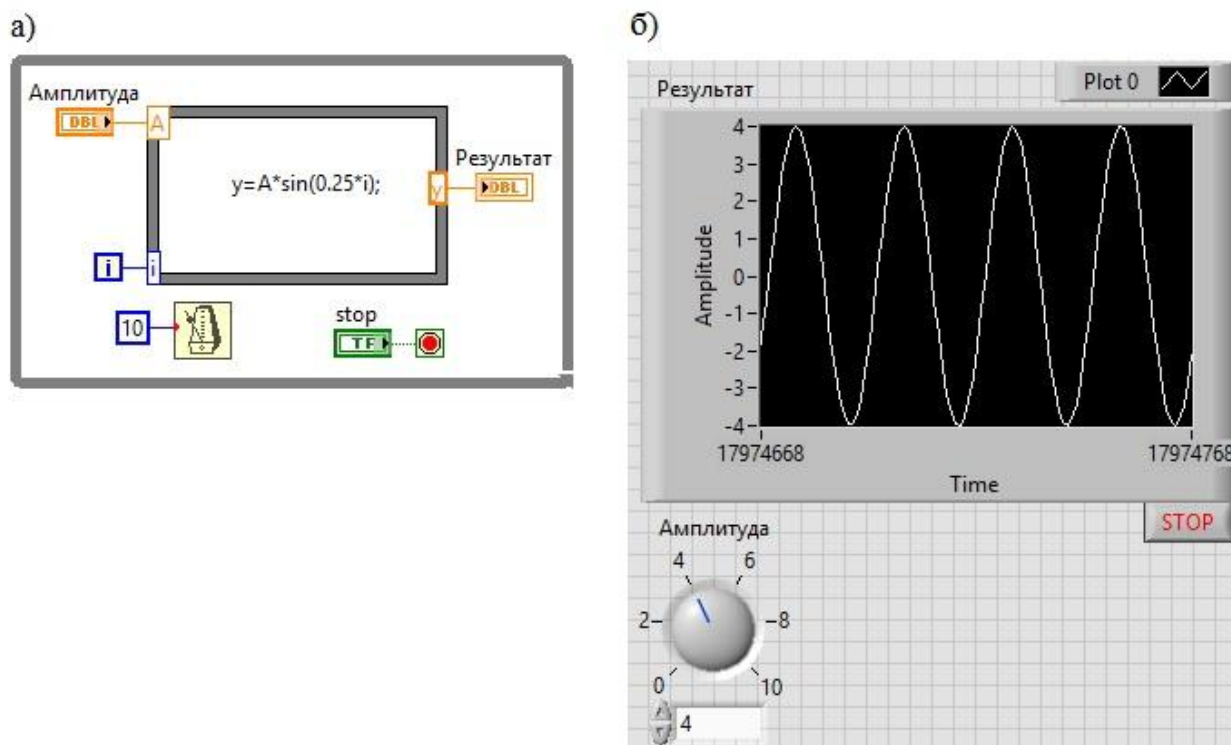 а)
Амплитуда
DBL
A
y=A*sin(0.25*i);
Результат
y
DBL
i
i
10
stop
TF
б)
Результат
Plot 0
Amplitude
4
3
2
1
0
-1
-2
-3
-4
17974668
17974768
Time
STOP
Амплитуда
4
6
2
8
0
10
4